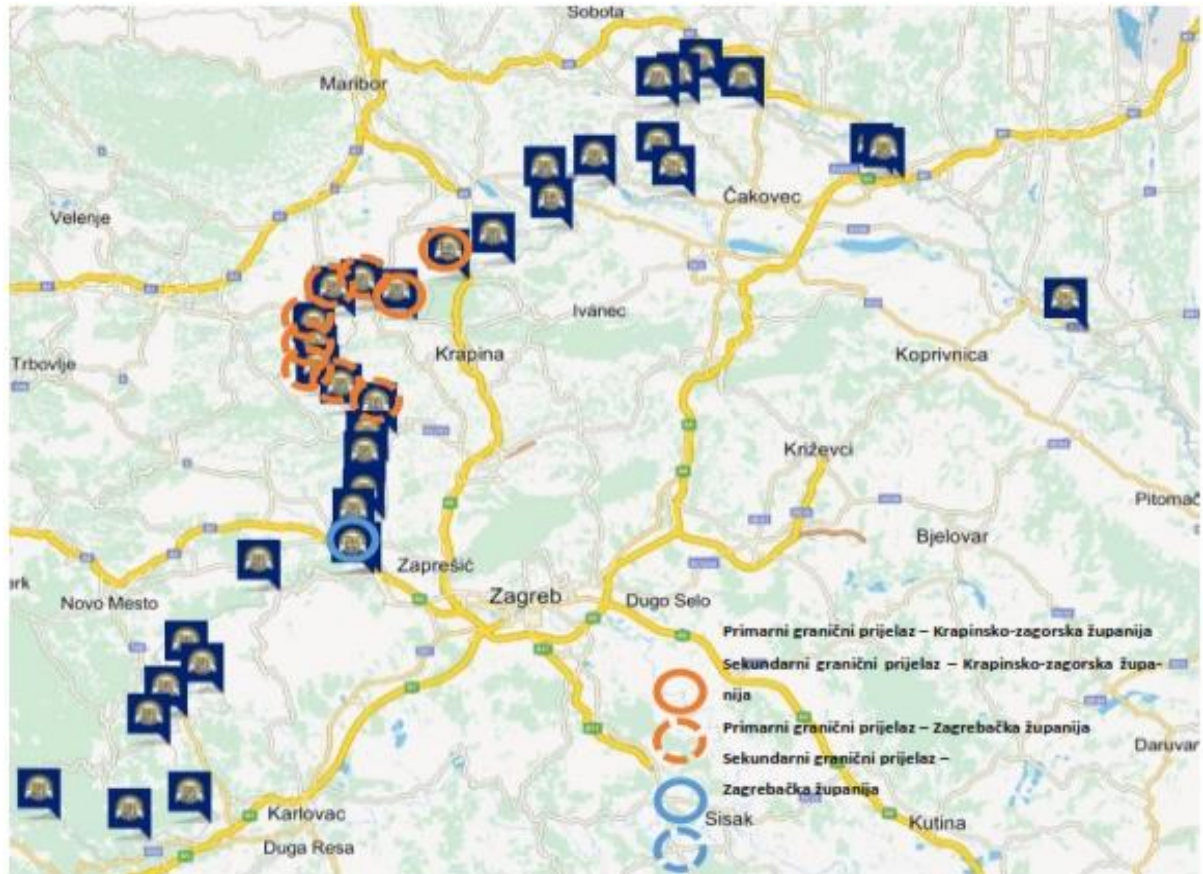 Sobota
Maribor
Velenje
Čakovec
Ivanec
Trbovlje
Krapina
Koprivnica
Križevci
Pitomač
Bjelovar
Zaprešić
ark
Novo Mesto
Zagreb
Dugo Selo
Primarni granični prijelaz – Krapinsko-zagorska županija
Sekundarni granični prijelaz – Krapinsko-zagorska župa-
nija
Primarni granični prijelaz – Zagrebačka županija
Daruvar
Sekundarni granični prijelaz –
Zagrebačka županija
Karlovac
Sisak
Kutina
Duga Resa